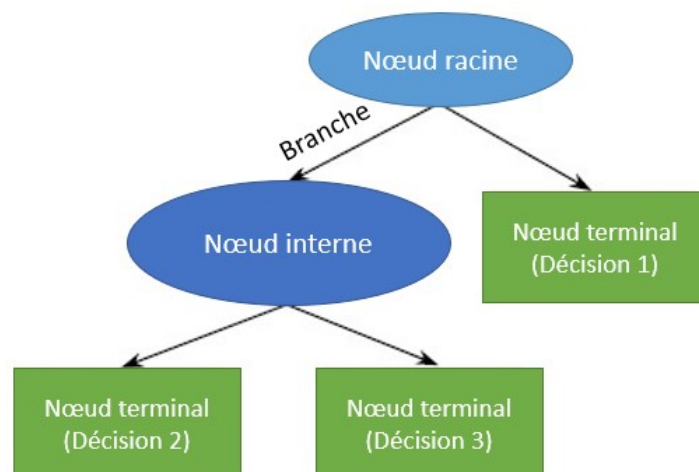 Nœud racine
Branche
Nœud interne
Nœud terminal
(Décision 1)
Nœud terminal
(Décision 2)
Nœud terminal
(Décision 3)